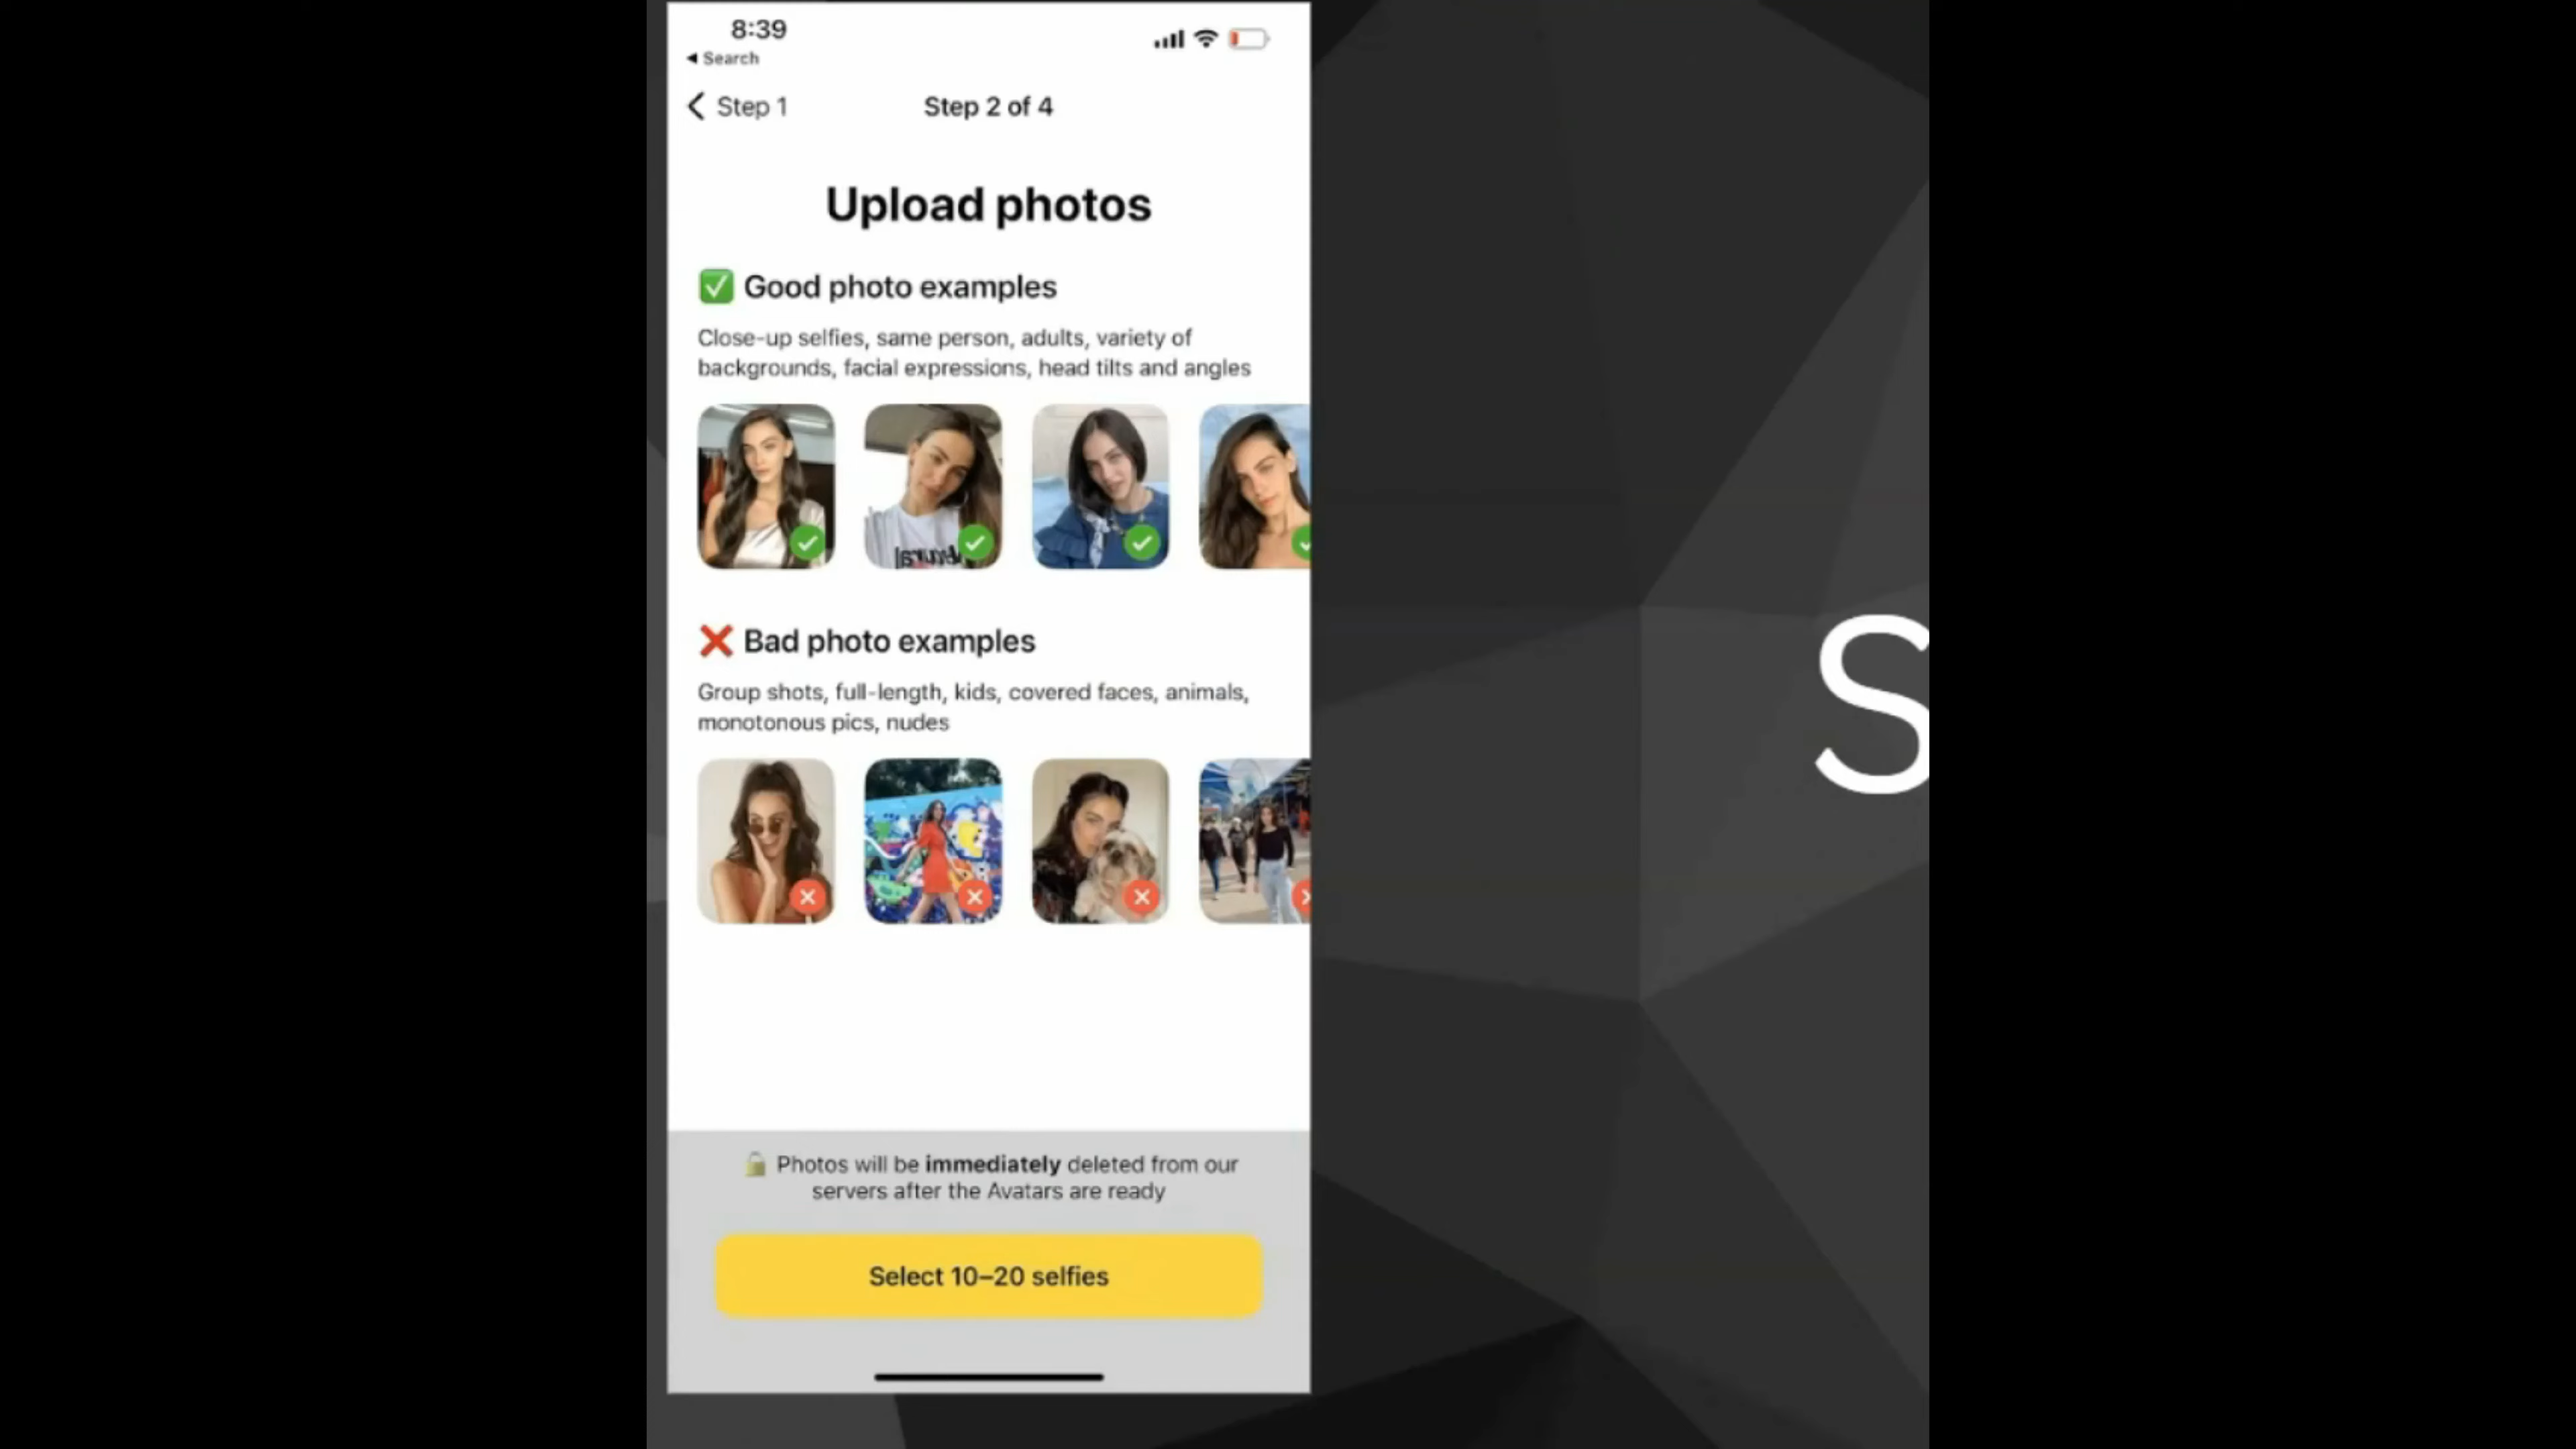 8:39
◀ Search
Step 1
Step 2 of 4
Upload photos
✅ Good photo examples
Close-up selfies, same person, adults, variety of
backgrounds, facial expressions, head tilts and angles
❌ Bad photo examples
Group shots, full-length, kids, covered faces, animals,
monotonous pics, nudes
🔒 Photos will be immediately deleted from our
servers after the Avatars are ready
Select 10–20 selfies
S